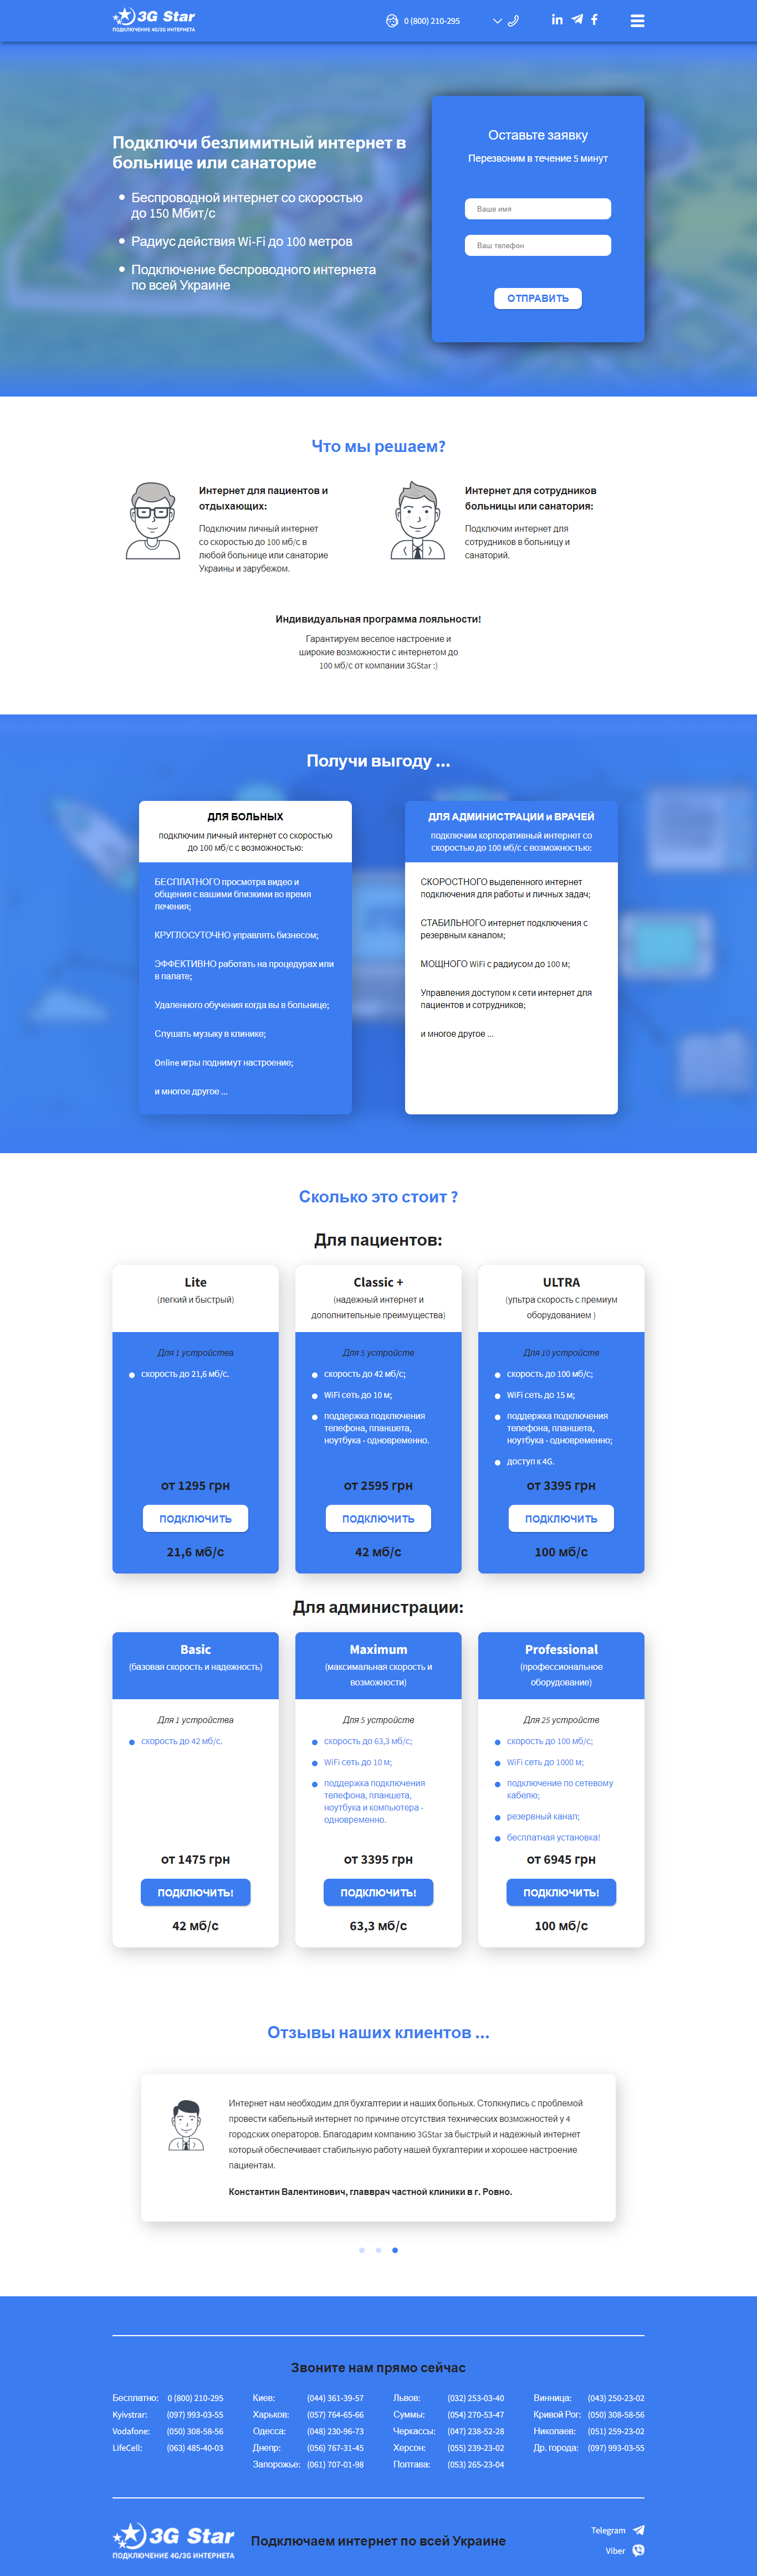 3G Star
ПОДКЛЮЧЕНИЕ 4G/3G ИНТЕРНЕТА
0 (800) 210-295
Подключи безлимитный интернет в
больнице или санаторие
Беспроводной интернет со скоростью
до 150 Мбит/с
Радиус действия Wi-Fi до 100 метров
Подключение беспроводного интернета
по всей Украине
Оставьте заявку
Перезвоним в течение 5 минут
Ваше имя
Ваш телефон
ОТПРАВИТЬ
Что мы решаем?
Интернет для пациентов и
отдыхающих:
Подключим личный интернет
со скоростью до 100 мб/с в
любой больнице или санаторие
Украины и зарубежом.
Интернет для сотрудников
больницы или санатория:
Подключим интернет для
сотрудников в больницу и
санаторий.
Индивидуальная программа лояльности!
Гарантируем веселое настроение и
широкие возможности с интернетом до
100 мб/с от компании 3GStar :)
Получи выгоду ...
ДЛЯ БОЛЬНЫХ
подключим личный интернет со скоростью
до 100 мб/с с возможностью:
БЕСПЛАТНОГО просмотра видео и
общения с вашими близкими во время
лечения;
КРУГЛОСУТОЧНО управлять бизнесом;
ЭФФЕКТИВНО работать на процедурах или
в палате;
Удаленного обучения когда вы в больнице;
Слушать музыку в клинике;
Online игры поднимут настроение;
и многое другое ...
ДЛЯ АДМИНИСТРАЦИИ и ВРАЧЕЙ
подключим корпоративный интернет со
скоростью до 100 мб/с с возможностью:
СКОРОСТНОГО выделенного интернет
подключения для работы и личных задач;
СТАБИЛЬНОГО интернет подключения с
резервным каналом;
МОЩНОГО WiFi с радиусом до 100 м;
Управления доступом к сети интернет для
пациентов и сотрудников;
и многое другое ...
Сколько это стоит ?
Для пациентов:
Lite
(легкий и быстрый)
Для 1 устройства
скорость до 21,6 мб/с.
от 1295 грн
ПОДКЛЮЧИТЬ
21,6 мб/с
Classic +
(надежный интернет и
дополнительные преимущества)
Для 5 устройств
скорость до 42 мб/с;
WiFi сеть до 10 м;
поддержка подключения
телефона, планшета,
ноутбука - одновременно.
от 2595 грн
ПОДКЛЮЧИТЬ
42 мб/с
ULTRA
(ультра скорость с премиум
оборудованием )
Для 10 устройств
скорость до 100 мб/с;
WiFi сеть до 15 м;
поддержка подключения
телефона, планшета,
ноутбука - одновременно;
доступ к 4G.
от 3395 грн
ПОДКЛЮЧИТЬ
100 мб/с
Для администрации:
Basic
(базовая скорость и надежность)
Для 1 устройства
скорость до 42 мб/с.
от 1475 грн
ПОДКЛЮЧИТЬ!
42 мб/с
Maximum
(максимальная скорость и
возможности)
Для 5 устройств
скорость до 63,3 мб/с;
WiFi сеть до 10 м;
поддержка подключения
телефона, планшета,
ноутбука и компьютера -
одновременно.
от 3395 грн
ПОДКЛЮЧИТЬ!
63,3 мб/с
Professional
(профессиональное
оборудование)
Для 25 устройств
скорость до 100 мб/с;
WiFi сеть до 1000 м;
подключение по сетевому
кабелю;
резервный канал;
бесплатная установка!
от 6945 грн
ПОДКЛЮЧИТЬ!
100 мб/с
Отзывы наших клиентов ...
Интернет нам необходим для бухгалтерии и наших больных. Столкнулись с проблемой
провести кабельный интернет по причине отсутствия технических возможностей у 4
городских операторов. Благодарим компанию 3GStar за быстрый и надежный интернет
который обеспечивает стабильную работу нашей бухгалтерии и хорошее настроение
пациентам.
Константин Валентинович, главврач частной клиники в г. Ровно.
Звоните нам прямо сейчас
Бесплатно: 0 (800) 210-295
Kyivstar: (097) 993-03-55
Vodafone: (050) 308-58-56
LifeCell: (063) 485-40-03
Киев: (044) 361-39-57
Харьков: (057) 764-65-66
Одесса: (048) 230-96-73
Днепр: (056) 767-31-45
Запорожье: (061) 707-01-98
Львов: (032) 253-03-40
Суммы: (054) 270-53-47
Черкассы: (047) 238-52-28
Херсон: (055) 239-23-02
Полтава: (053) 265-23-04
Винница: (043) 250-23-02
Кривой Рог: (050) 308-58-56
Николаев: (051) 259-23-02
Др. города: (097) 993-03-55
3G Star
ПОДКЛЮЧЕНИЕ 4G/3G ИНТЕРНЕТА
Подключаем интернет по всей Украине
Telegram
Viber